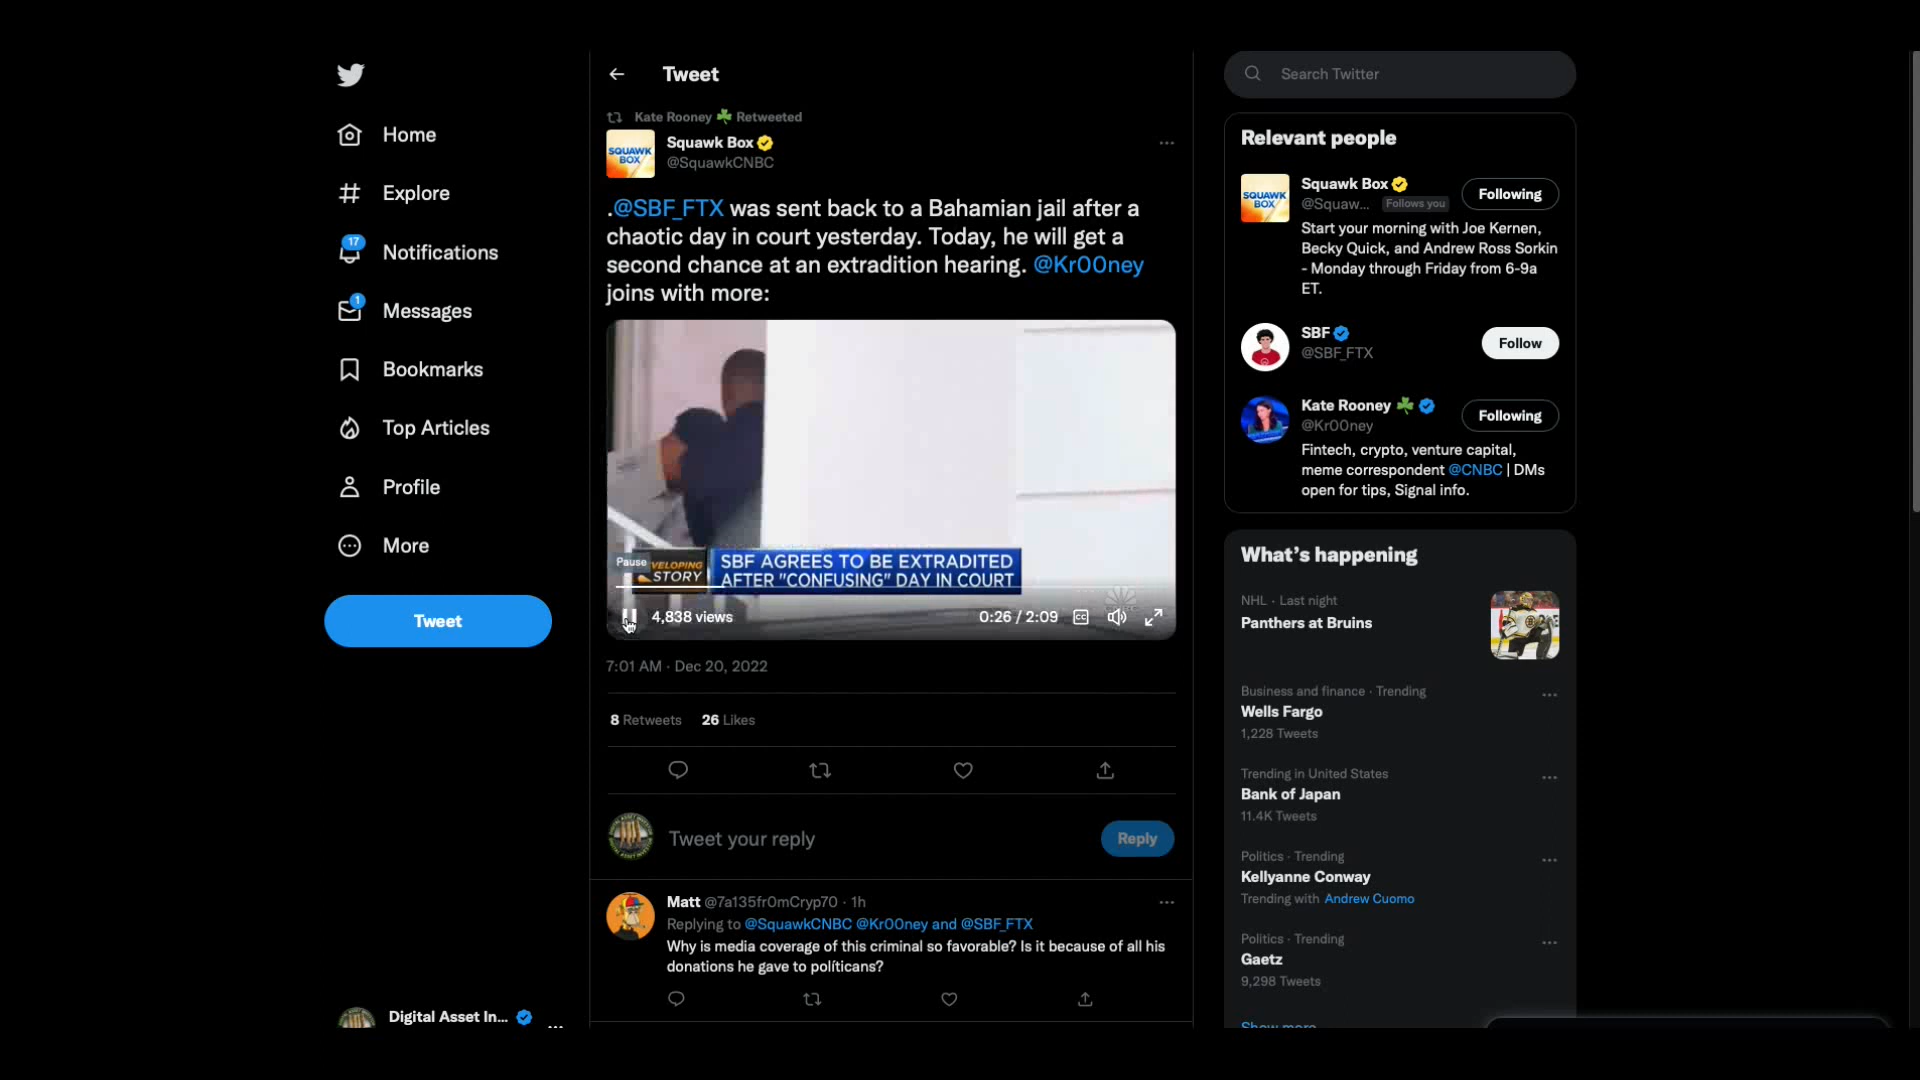 Home
Explore
17
Notifications
1
Messages
Bookmarks
Top Articles
Profile
More
Tweet
Digital Asset In...
Tweet
Kate Rooney ☘️ Retweeted
SQUAWK
BOX
Squawk Box
@SquawkCNBC
.@SBF_FTX was sent back to a Bahamian jail after a
chaotic day in court yesterday. Today, he will get a
second chance at an extradition hearing. @Kr00ney
joins with more:
Pause
VELOPING
STORY
SBF AGREES TO BE EXTRADITED
AFTER "CONFUSING" DAY IN COURT
4,838 views
0:26 / 2:09
CC
7:01 AM · Dec 20, 2022
8 Retweets 26 Likes
Tweet your reply
Reply
Matt @7a135fr0mCryp70 · 1h
Replying to @SquawkCNBC @Kr00ney and @SBF_FTX
Why is media coverage of this criminal so favorable? Is it because of all his
donations he gave to políticans?
Search Twitter
Relevant people
SQUAWK
BOX
Squawk Box
@Squaw... Follows you
Following
Start your morning with Joe Kernen,
Becky Quick, and Andrew Ross Sorkin
- Monday through Friday from 6-9a
ET.
SBF
@SBF_FTX
Follow
Kate Rooney ☘️
@Kr00ney
Following
Fintech, crypto, venture capital,
meme correspondent @CNBC | DMs
open for tips, Signal info.
What's happening
NHL · Last night
Panthers at Bruins
Business and finance · Trending
Wells Fargo
1,228 Tweets
Trending in United States
Bank of Japan
11.4K Tweets
Politics · Trending
Kellyanne Conway
Trending with Andrew Cuomo
Politics · Trending
Gaetz
9,298 Tweets
Show more